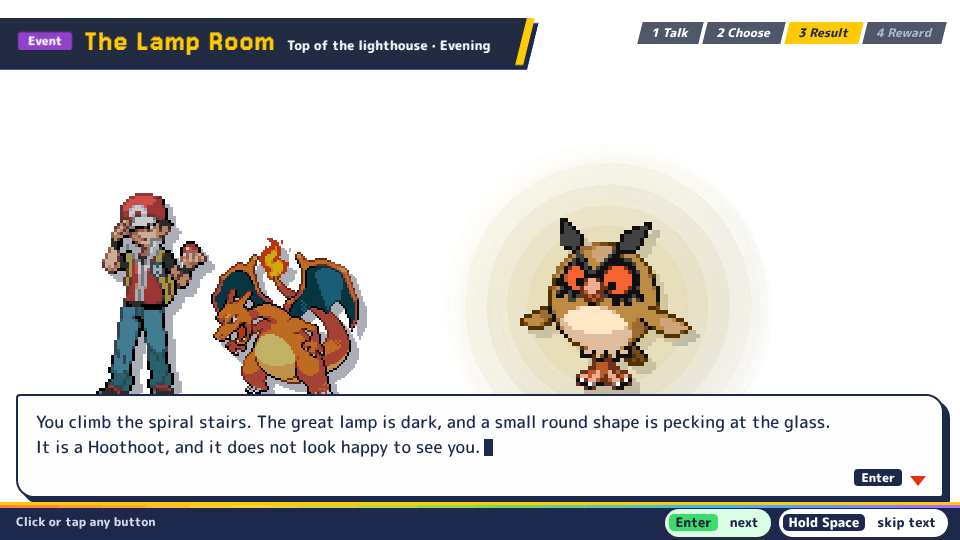 Event The Lamp Room Top of the lighthouse · Evening
1 Talk 2 Choose 3 Result 4 Reward
You climb the spiral stairs. The great lamp is dark, and a small round shape is pecking at the glass.
It is a Hoothoot, and it does not look happy to see you.
Enter
Click or tap any button Enter next Hold Space skip text